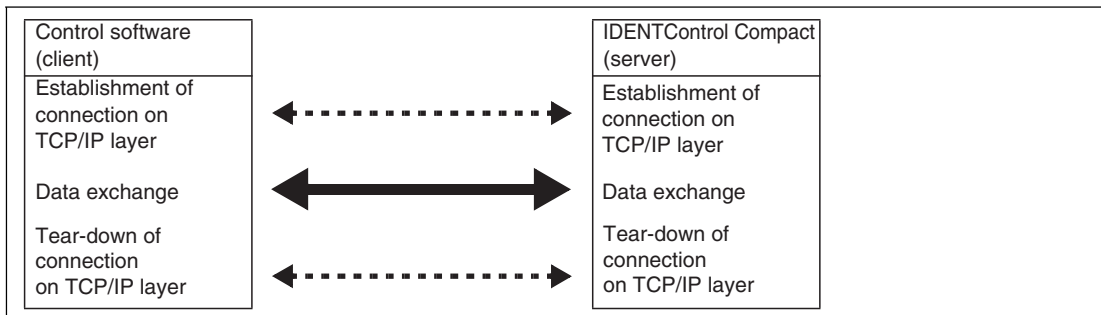 Control software
(client)
Establishment of
connection on
TCP/IP layer
Data exchange
Tear-down of
connection
on TCP/IP layer
IDENTControl Compact
(server)
Establishment of
connection on
TCP/IP layer
Data exchange
Tear-down of
connection
on TCP/IP layer